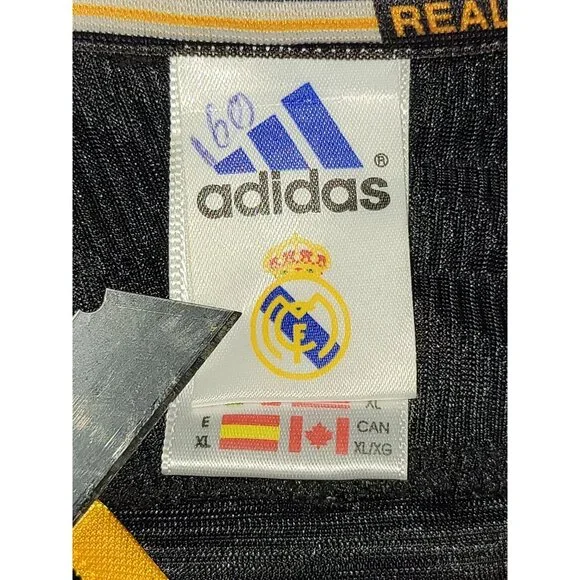 REAL
160
adidas®
XL
E CAN
XL XL/XG